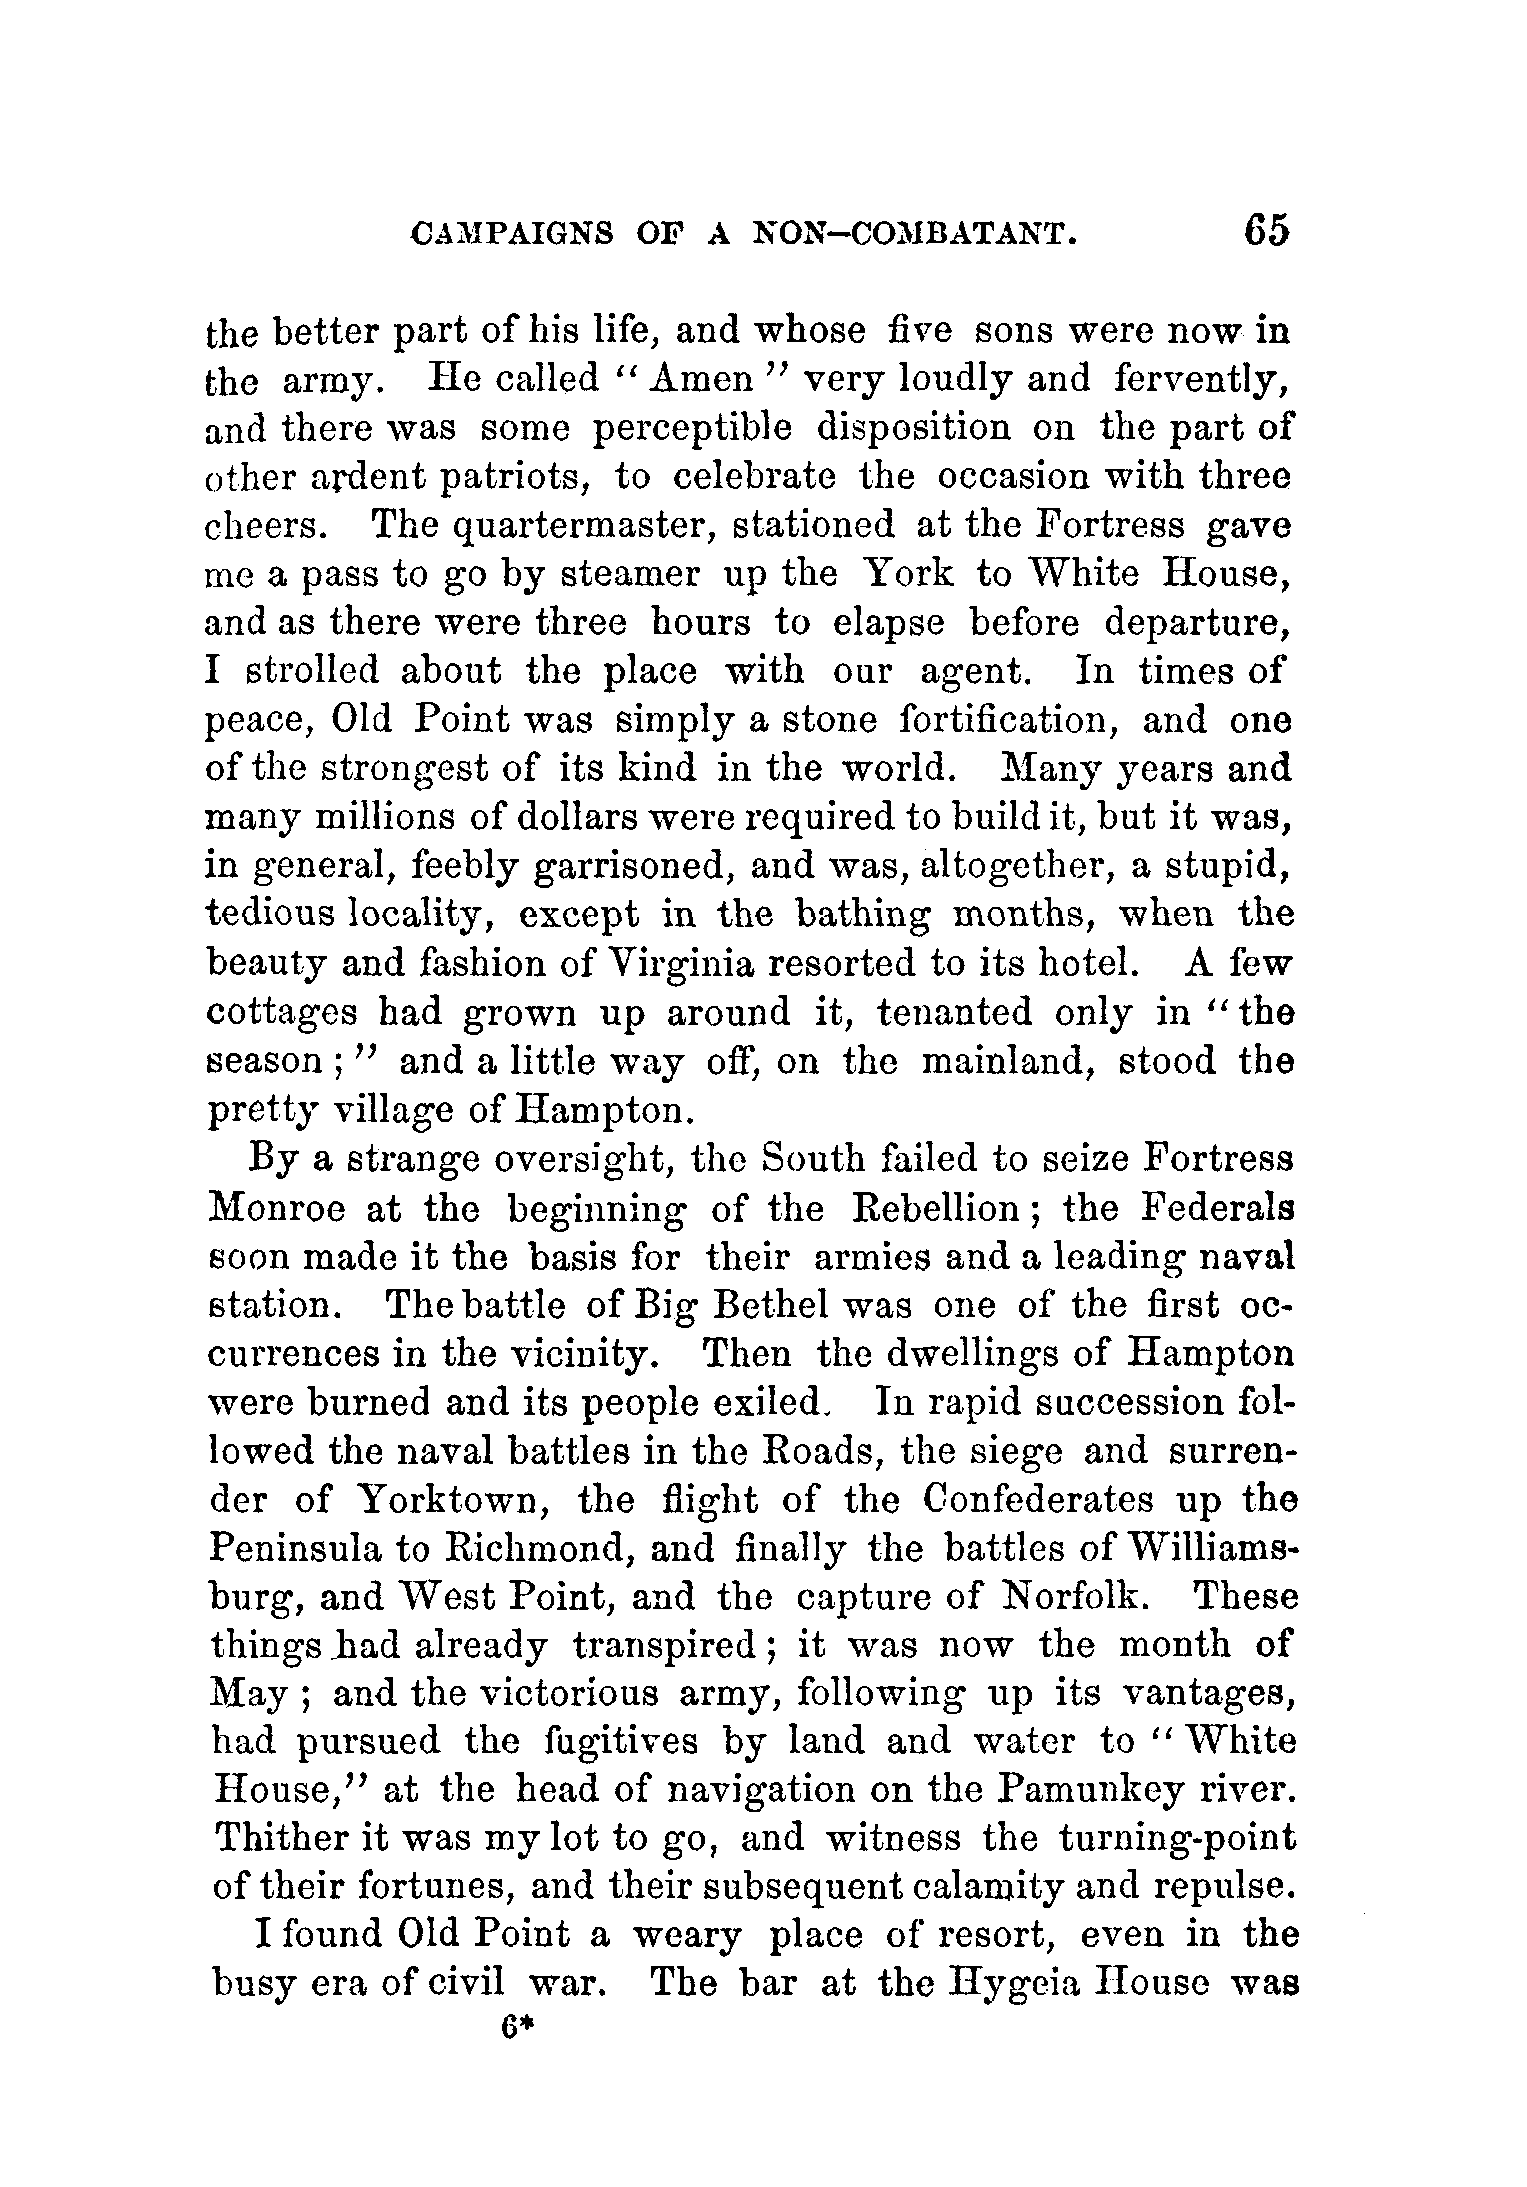 CAMPAIGNS OF A NON-COMBATANT. 65
the better part of his life, and whose five sons were now in
the army. He called " Amen " very loudly and fervently,
and there was some perceptible disposition on the part of
other ardent patriots, to celebrate the occasion with three
cheers. The quartermaster, stationed at the Fortress gave
me a pass to go by steamer up the York to White House,
and as there were three hours to elapse before departure,
I strolled about the place with our agent. In times of
peace, Old Point was simply a stone fortification, and one
of the strongest of its kind in the world. Many years and
many millions of dollars were required to build it, but it was,
in general, feebly garrisoned, and was, altogether, a stupid,
tedious locality, except in the bathing months, when the
beauty and fashion of Virginia resorted to its hotel. A few
cottages had grown up around it, tenanted only in " the
season ; " and a little way off, on the mainland, stood the
pretty village of Hampton.
By a strange oversight, the South failed to seize Fortress
Monroe at the beginning of the Rebellion ; the Federals
soon made it the basis for their armies and a leading naval
station. The battle of Big Bethel was one of the first oc-
currences in the vicinity. Then the dwellings of Hampton
were burned and its people exiled. In rapid succession fol-
lowed the naval battles in the Roads, the siege and surren-
der of Yorktown, the flight of the Confederates up the
Peninsula to Richmond, and finally the battles of Williams-
burg, and West Point, and the capture of Norfolk. These
things had already transpired ; it was now the month of
May ; and the victorious army, following up its vantages,
had pursued the fugitives by land and water to " White
House," at the head of navigation on the Pamunkey river.
Thither it was my lot to go, and witness the turning-point
of their fortunes, and their subsequent calamity and repulse.
I found Old Point a weary place of resort, even in the
busy era of civil war. The bar at the Hygeia House was
6*